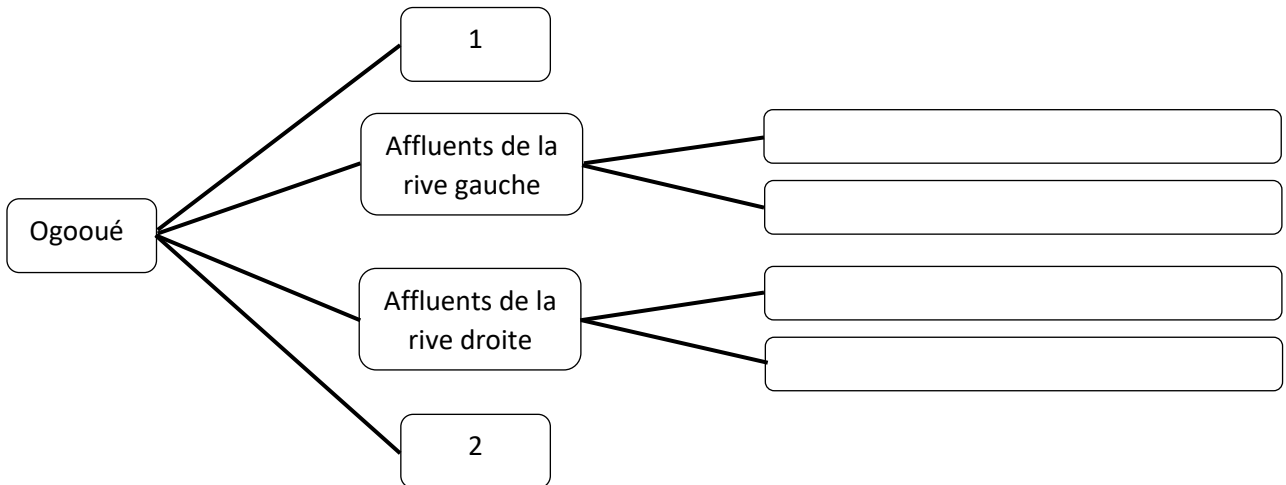 1
Affluents de la
rive gauche
Ogooué
Affluents de la
rive droite
2